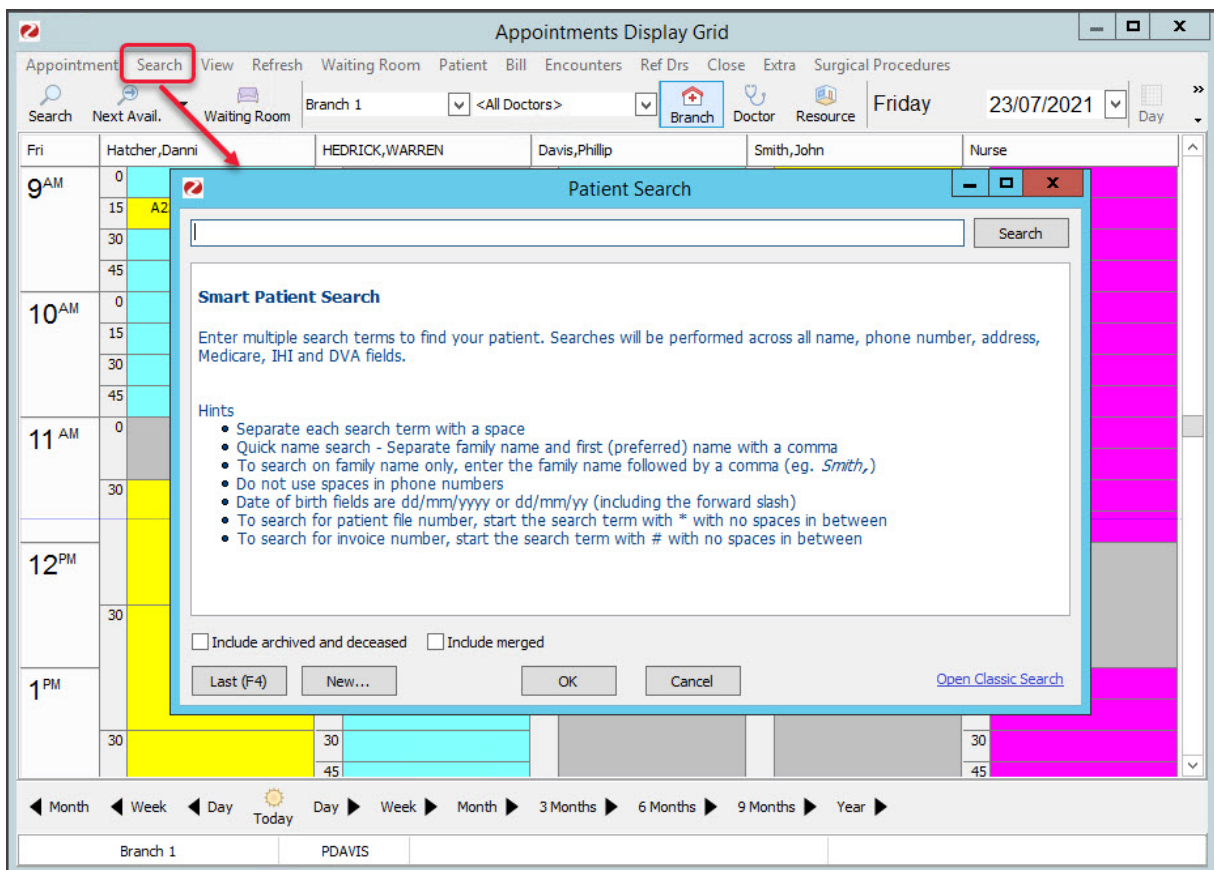 Appointments Display Grid
Appointment Search View Refresh Waiting Room Patient Bill Encounters Ref Drs Close Extra Surgical Procedures
Search Next Avail. Waiting Room Branch 1 <All Doctors> Branch Doctor Resource Friday 23/07/2021 Day
Fri Hatcher,Danni HEDRICK,WARREN Davis,Phillip Smith,John Nurse
9 AM 0
15 A2
30
45
10 AM 0
15
30
45
11 AM 0
30
12 PM
30
1 PM
30 30 30
45 45
Patient Search
Search
Smart Patient Search
Enter multiple search terms to find your patient. Searches will be performed across all name, phone number, address,
Medicare, IHI and DVA fields.
Hints
• Separate each search term with a space
• Quick name search - Separate family name and first (preferred) name with a comma
• To search on family name only, enter the family name followed by a comma (eg. Smith,)
• Do not use spaces in phone numbers
• Date of birth fields are dd/mm/yyyy or dd/mm/yy (including the forward slash)
• To search for patient file number, start the search term with * with no spaces in between
• To search for invoice number, start the search term with # with no spaces in between
Include archived and deceased Include merged
Last (F4) New... OK Cancel Open Classic Search
Month Week Day Today Day Week Month 3 Months 6 Months 9 Months Year
Branch 1 PDAVIS